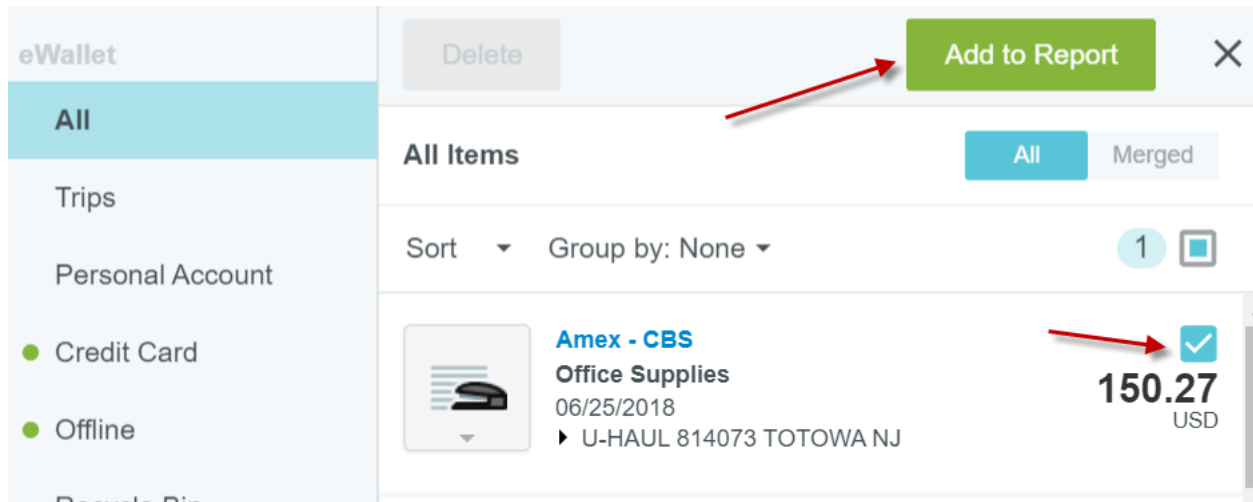 eWallet
All
Trips
Personal Account
Credit Card
Offline
Delete
Add to Report
All Items
All
Merged
Sort
Group by: None
1
Amex - CBS
Office Supplies
06/25/2018
U-HAUL 814073 TOTOWA NJ
150.27
USD